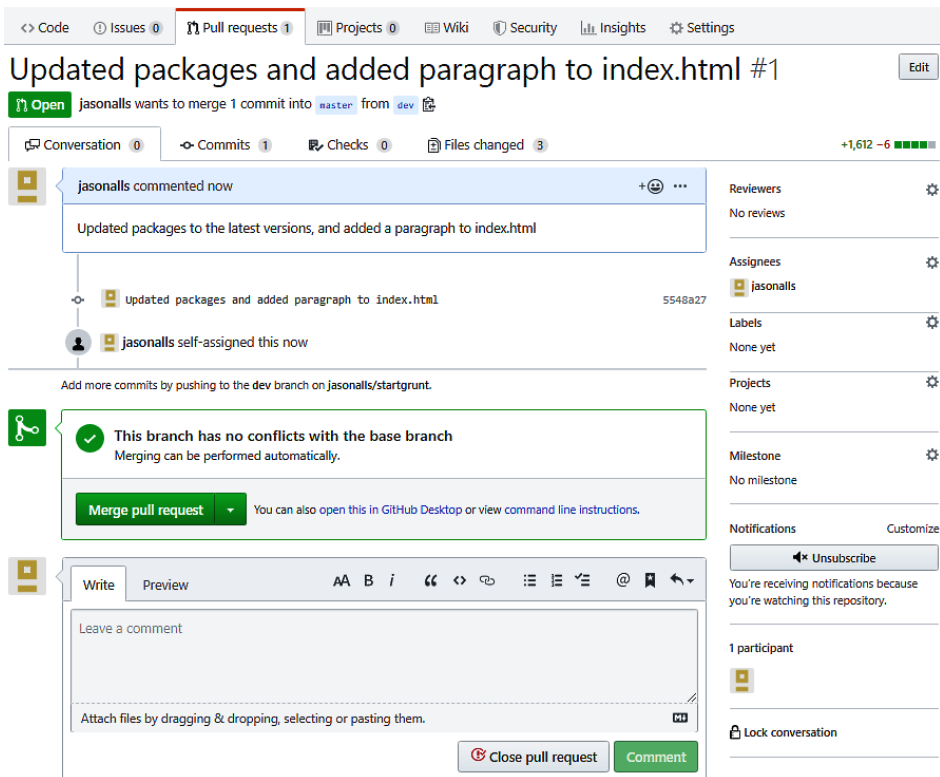 Code Issues 0 Pull requests 1 Projects 0 Wiki Security Insights Settings
Updated packages and added paragraph to index.html #1
Edit
Open jasonalls wants to merge 1 commit into master from dev
Conversation 0 Commits 1 Checks 0 Files changed 3 +1,612 −6
jasonalls commented now
Updated packages to the latest versions, and added a paragraph to index.html
Updated packages and added paragraph to index.html 5548a27
jasonalls self-assigned this now
Add more commits by pushing to the dev branch on jasonalls/startgrunt.
This branch has no conflicts with the base branch
Merging can be performed automatically.
Merge pull request You can also open this in GitHub Desktop or view command line instructions.
Write Preview AA B i
Leave a comment
Attach files by dragging & dropping, selecting or pasting them.
Close pull request Comment
Reviewers
No reviews
Assignees
jasonalls
Labels
None yet
Projects
None yet
Milestone
No milestone
Notifications Customize
Unsubscribe
You're receiving notifications because
you're watching this repository.
1 participant
Lock conversation